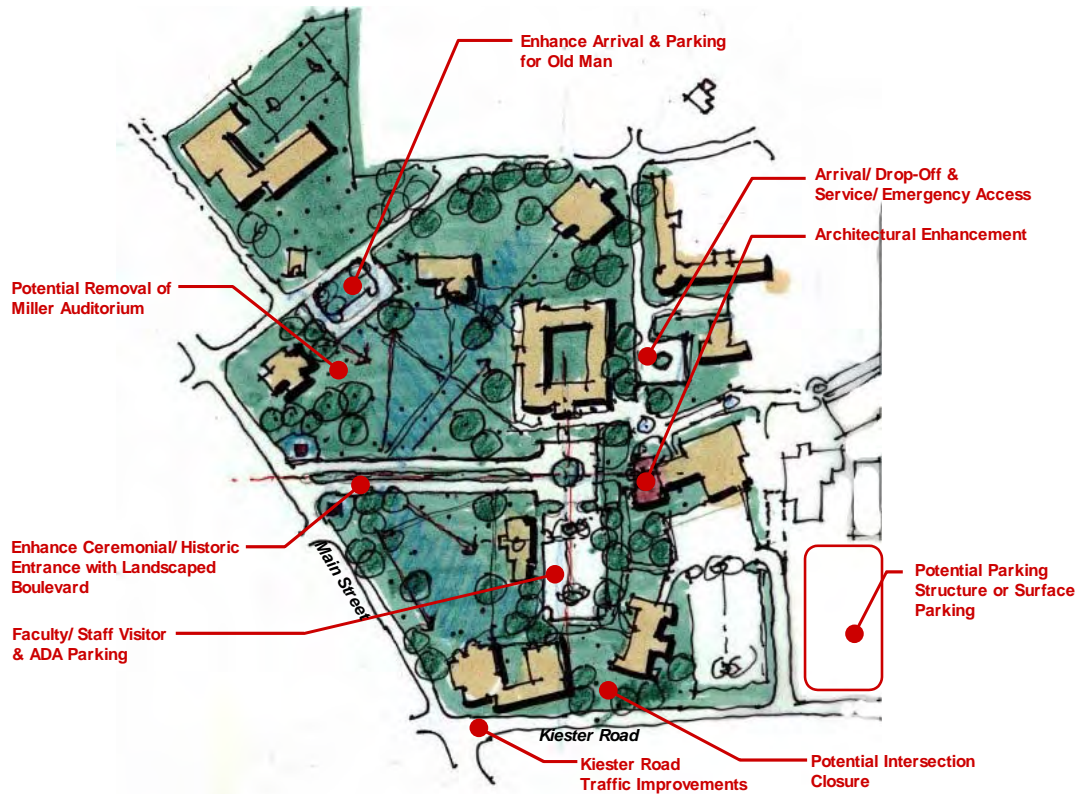 Enhance Arrival & Parking
for Old Man
Arrival/ Drop-Off &
Service/ Emergency Access
Architectural Enhancement
Potential Removal of
Miller Auditorium
Enhance Ceremonial/ Historic
Entrance with Landscaped
Boulevard
Main Street
Faculty/ Staff Visitor
& ADA Parking
Potential Parking
Structure or Surface
Parking
Kiester Road
Kiester Road
Traffic Improvements
Potential Intersection
Closure